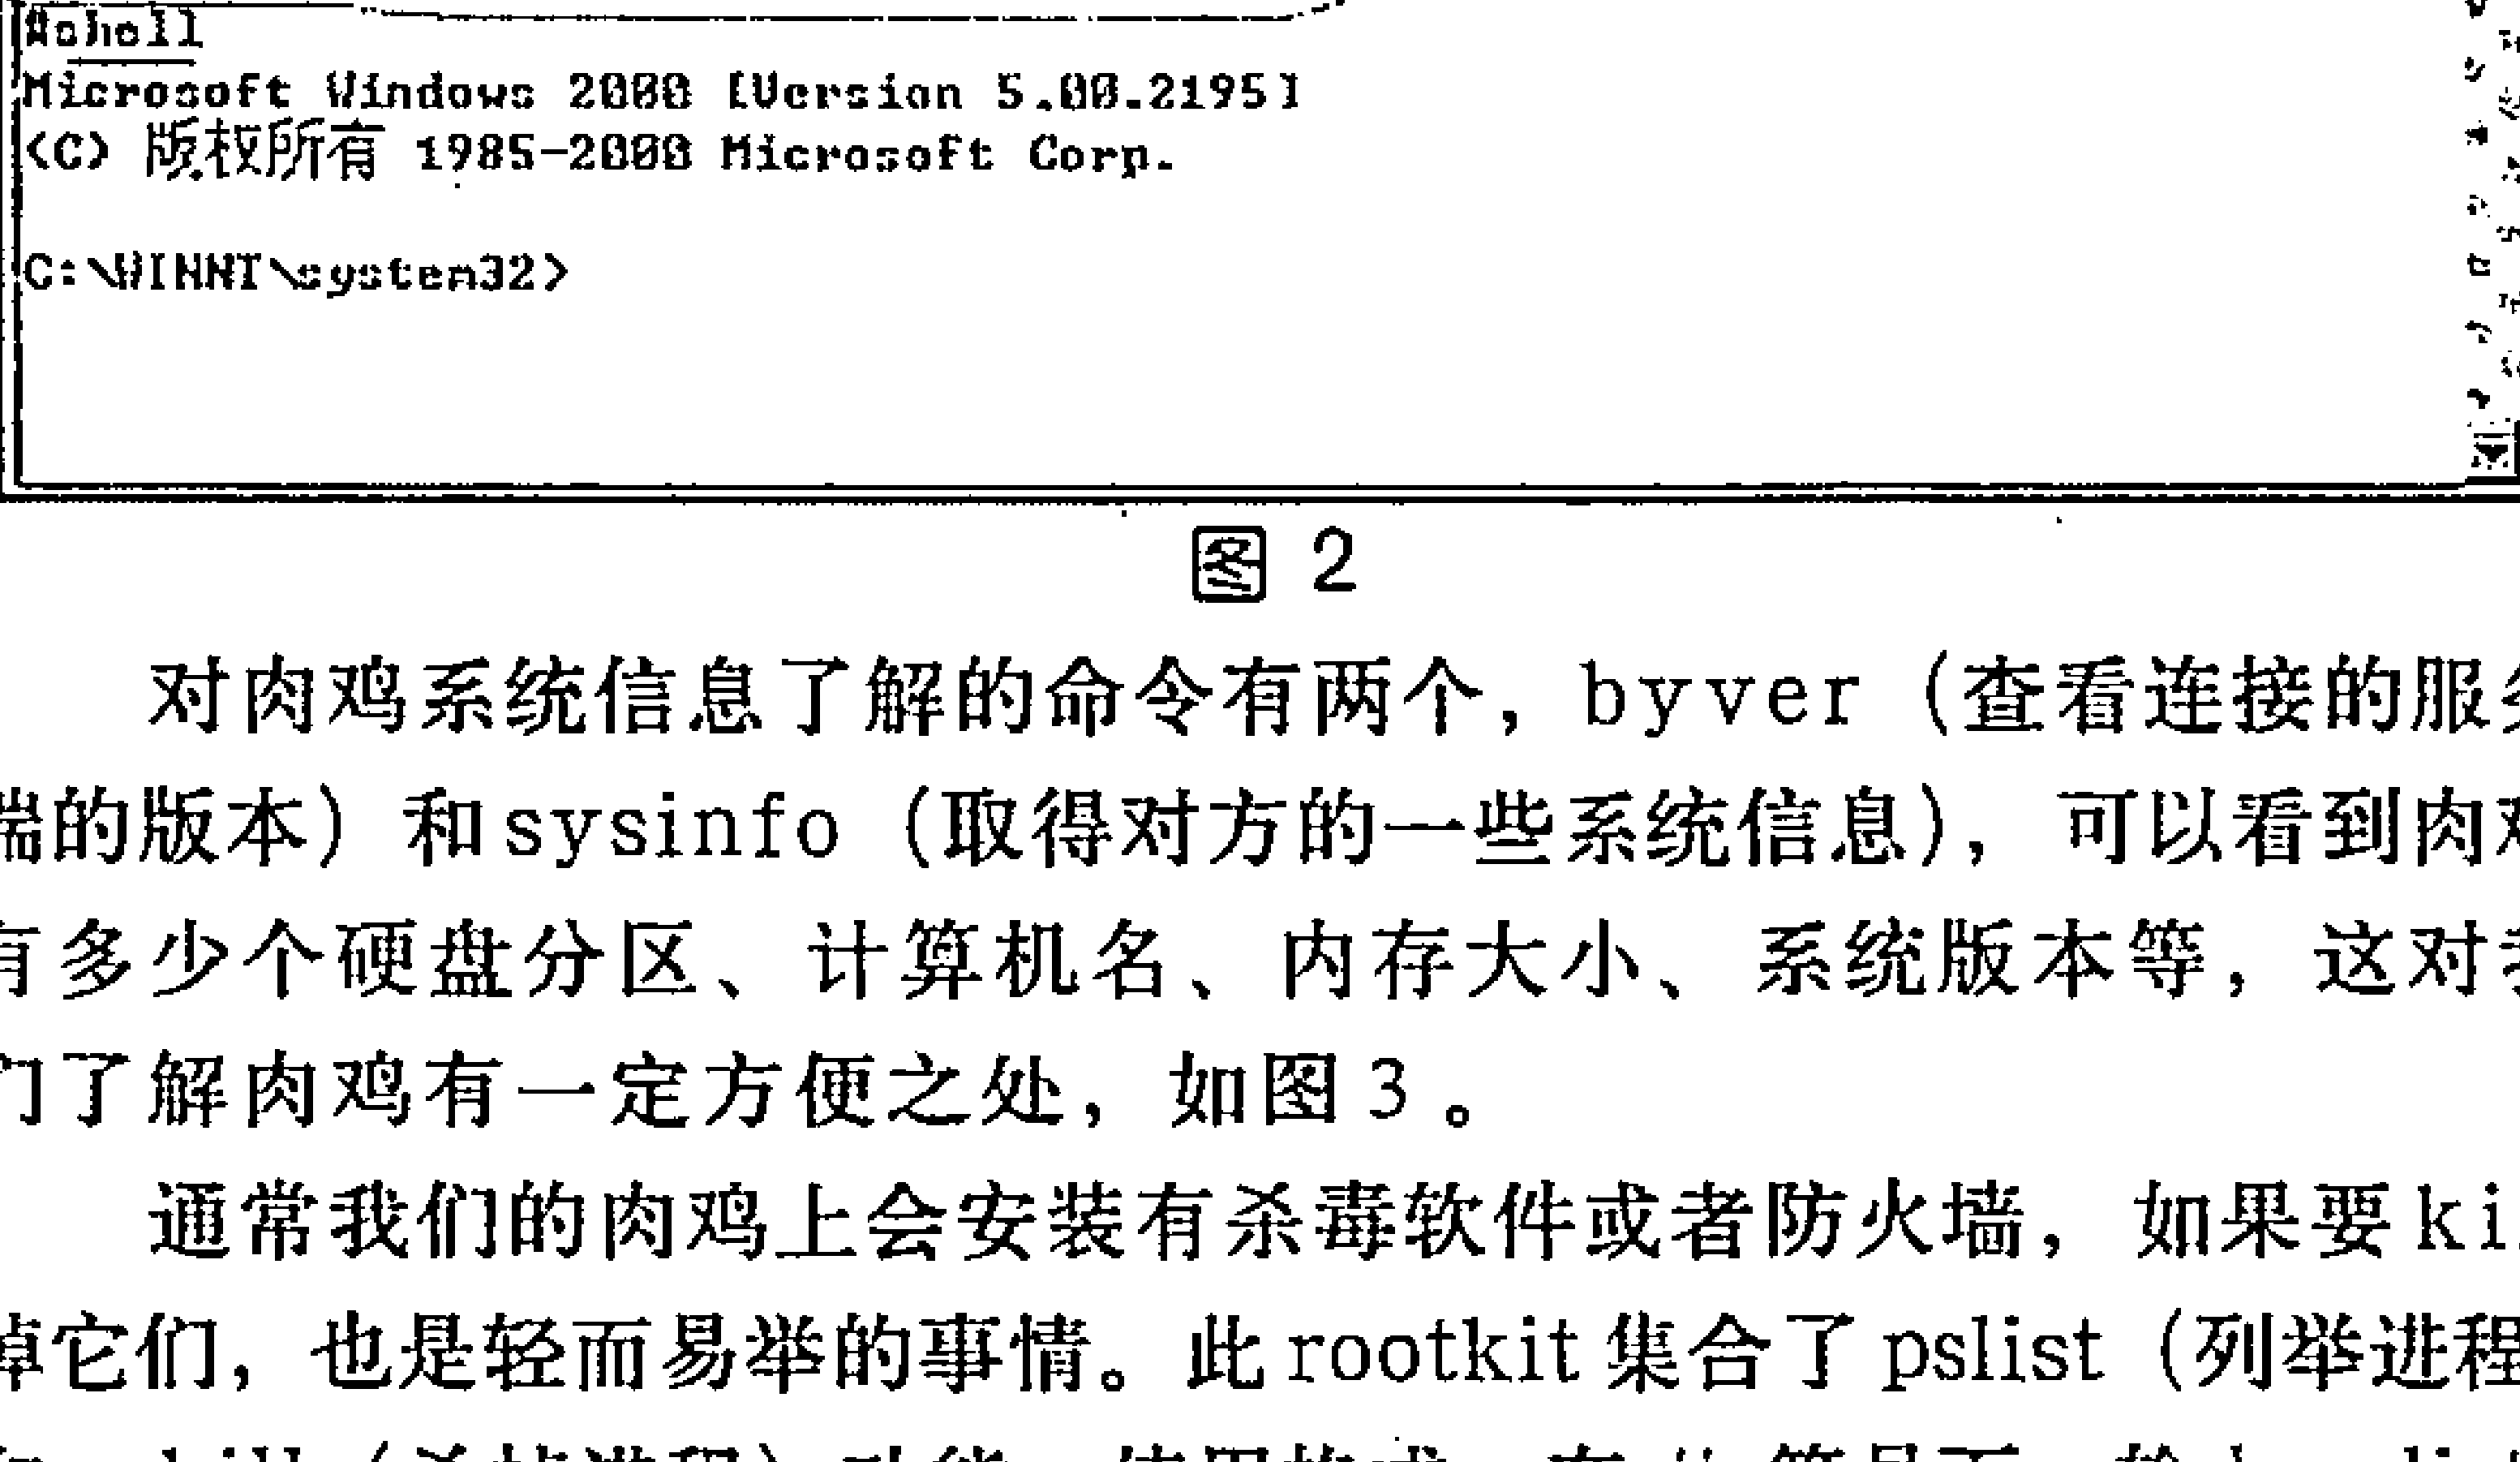 #shell
Microsoft Windows 2000 [Version 5.00.2195]
(C) 版权所有 1985-2000 Microsoft Corp.
C:\WINNT\system32>
图 2
对肉鸡系统信息了解的命令有两个，byver（查看连接的服务
端的版本）和sysinfo（取得对方的一些系统信息），可以看到肉鸡
有多少个硬盘分区、计算机名、内存大小、系统版本等，这对我
们了解肉鸡有一定方便之处，如图3。
通常我们的肉鸡上会安装有杀毒软件或者防火墙，如果要ki
掉它们，也是轻而易举的事情。此rootkit集合了pslist（列举进程